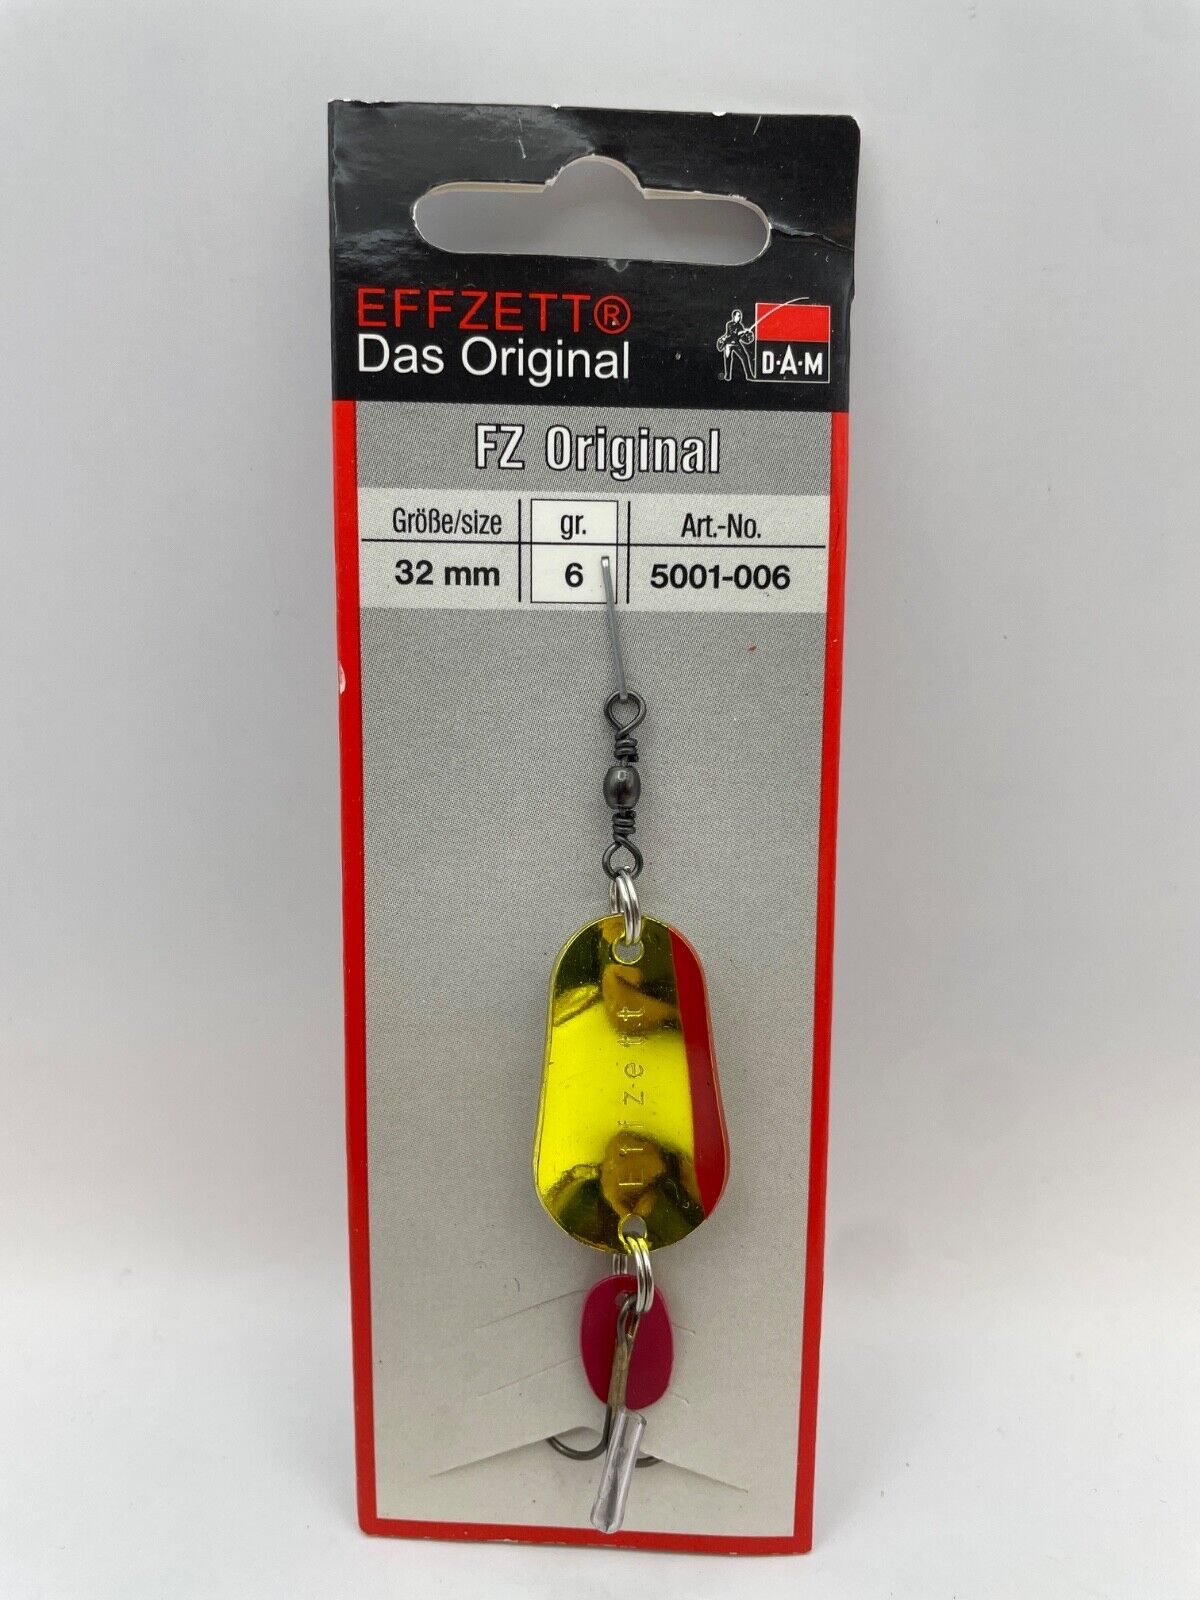 EFFZETT®
Das Original
D·A·M
FZ Original
Größe/size gr. Art.-No.
32 mm 6 5001-006
Effzett